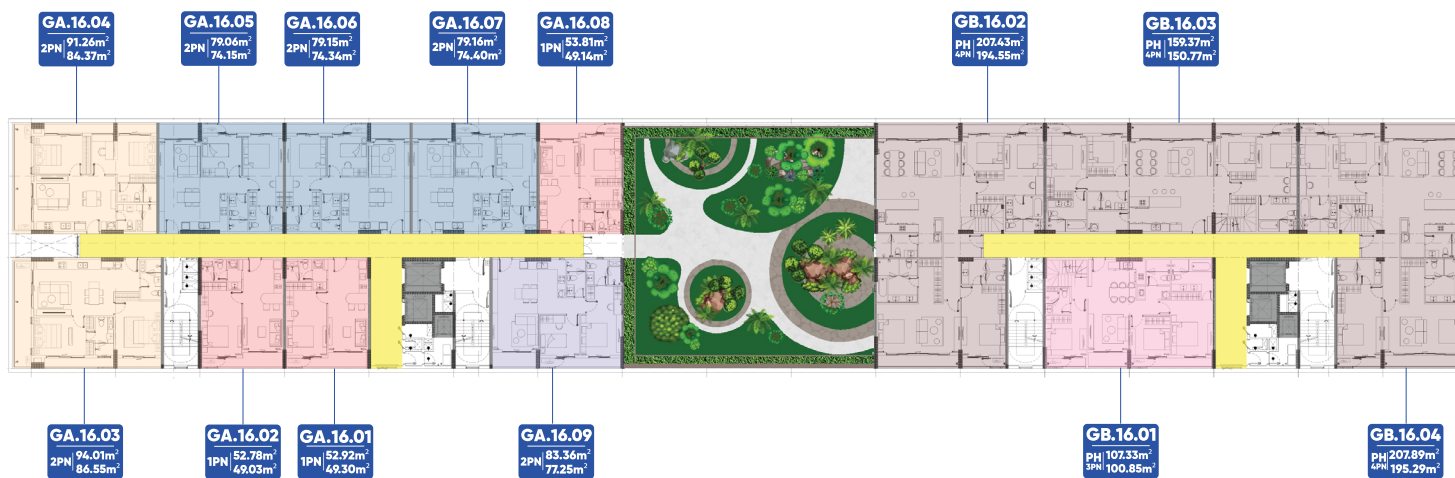 GA.16.04
2PN 91.26m²
84.37m²
GA.16.05
2PN 79.06m²
74.15m²
GA.16.06
2PN 79.15m²
74.34m²
GA.16.07
2PN 79.16m²
74.40m²
GA.16.08
1PN 53.81m²
49.14m²
GB.16.02
PH 207.43m²
4PN 194.55m²
GB.16.03
PH 159.37m²
4PN 150.77m²
GA.16.03
2PN 94.01m²
86.55m²
GA.16.02
1PN 52.78m²
49.03m²
GA.16.01
1PN 52.92m²
49.30m²
GA.16.09
2PN 83.36m²
77.25m²
GB.16.01
PH 107.33m²
3PN 100.85m²
GB.16.04
PH 207.89m²
4PN 195.29m²